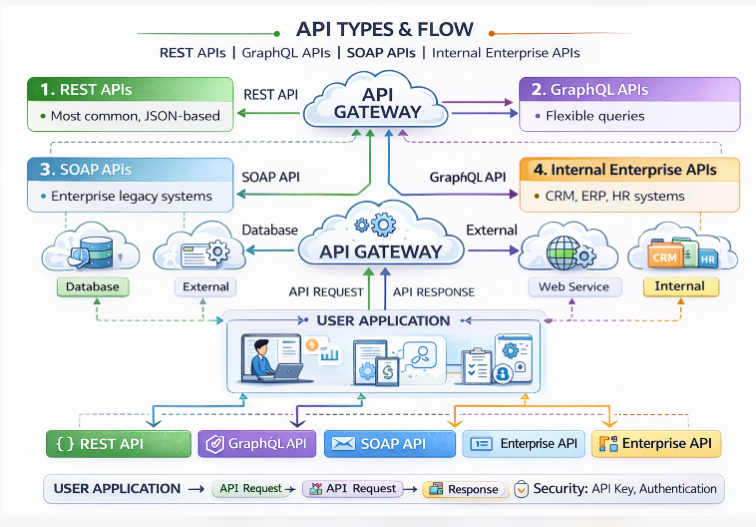 API TYPES & FLOW
REST APIs | GraphQL APIs | SOAP APIs | Internal Enterprise APIs
1. REST APIs
• Most common, JSON-based
REST API
API GATEWAY
2. GraphQL APIs
• Flexible queries
3. SOAP APIs
• Enterprise legacy systems
SOAP API
GraphQL API
4. Internal Enterprise APIs
• CRM, ERP, HR systems
Database
API GATEWAY
External
CRM
HR
Database
External
API REQUEST
API RESPONSE
Web Service
Internal
USER APPLICATION
{ } REST API
GraphQL API
SOAP API
Enterprise API
Enterprise API
USER APPLICATION → API Request → API Request → Response
Security: API Key, Authentication